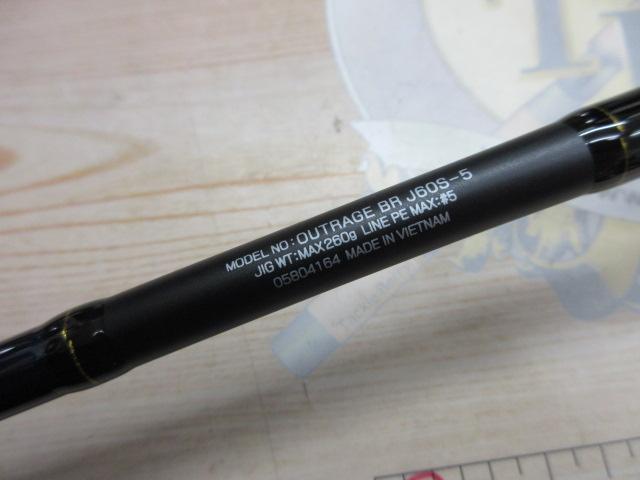 MODEL NO: OUTRAGE BR J60S-5
JIG WT:MAX260g LINE PE MAX:#5
05804164 MADE IN VIETNAM